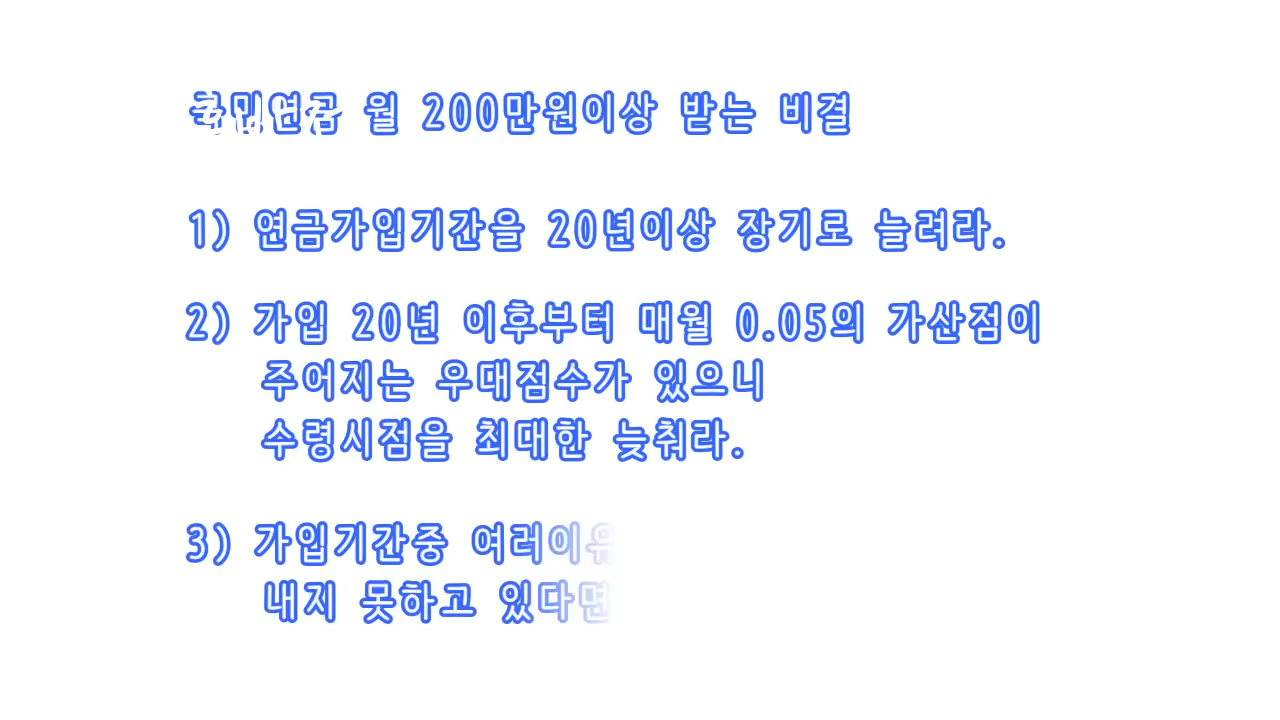 국민연금 월 200만원이상 받는 비결
1) 연금가입기간을 20년이상 장기로 늘려라.
2) 가입 20년 이후부터 매월 0.05의 가산점이
주어지는 우대점수가 있으니
수령시점을 최대한 늦춰라.
3) 가입기간중 여러이유
내지 못하고 있다면